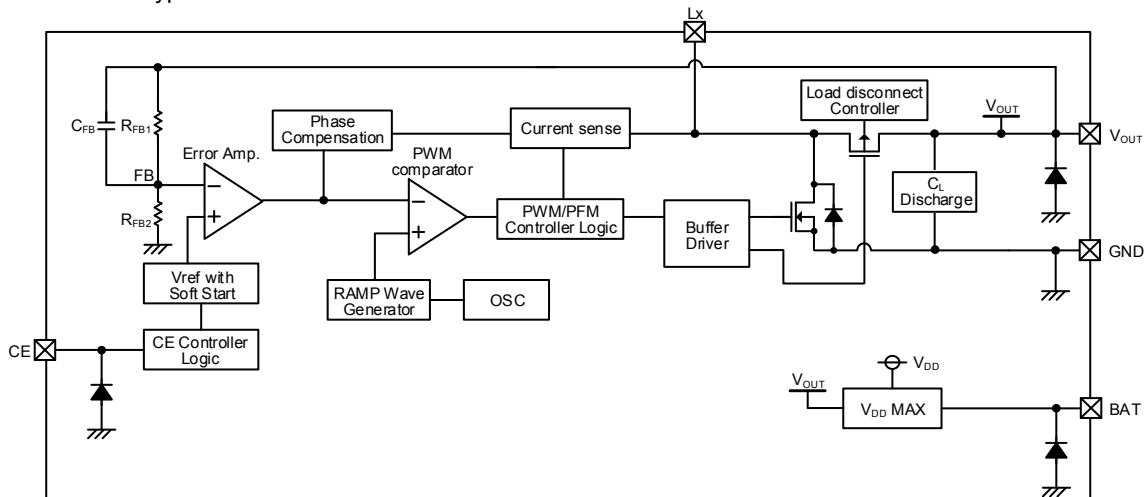 Lx
Load disconnect
Controller
VOUT
CFB
RFB1
Phase
Compensation
Current sense
VOUT
Error Amp.
PWM
comparator
FB
CL
Discharge
RFB2
PWM/PFM
Controller Logic
Buffer
Driver
GND
Vref with
Soft Start
RAMP Wave
Generator
OSC
CE
CE Controller
Logic
VDD
VOUT
VDD MAX
BAT